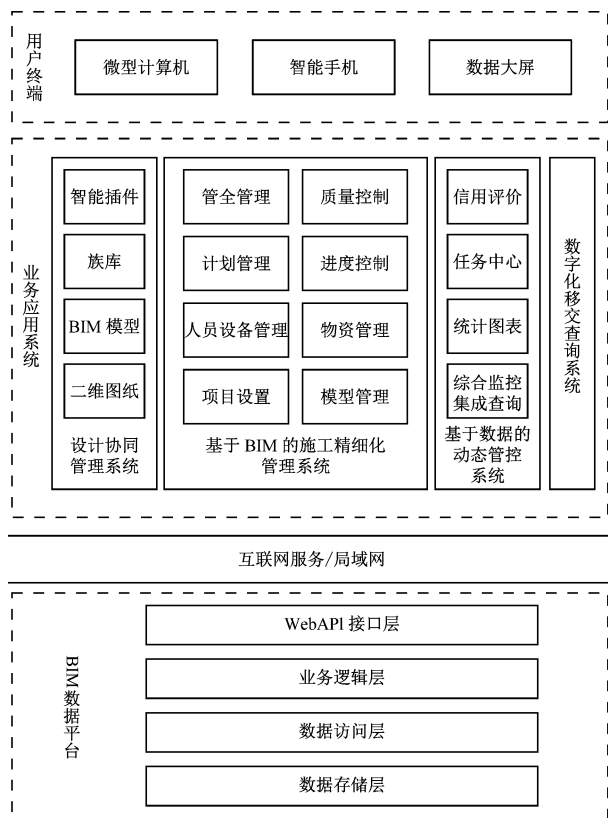 用户终端
微型计算机
智能手机
数据大屏
业务应用系统
智能插件
族库
BIM 模型
二维图纸
设计协同
管理系统
管全管理
质量控制
计划管理
进度控制
人员设备管理
物资管理
项目设置
模型管理
基于 BIM 的施工精细化
管理系统
信用评价
任务中心
统计图表
综合监控
集成查询
基于数据的
动态管控
系统
数字化移交查询系统
互联网服务/局域网
BIM 数据平台
WebAPl 接口层
业务逻辑层
数据访问层
数据存储层